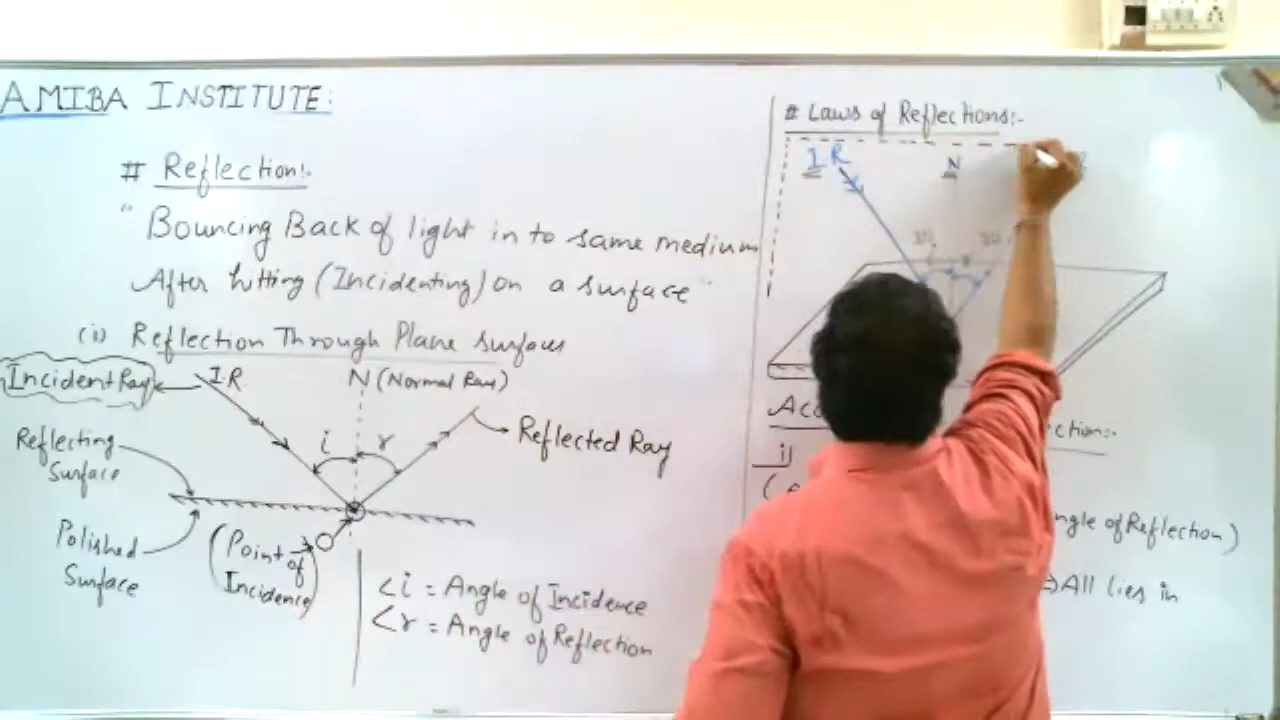 AMIBA INSTITUTE:
# Reflection:-
"Bouncing Back of light in to same medium
After hitting (Incidenting) on a surface"
(i) Reflection Through Plane surfaces
Incident Ray
I.R
N (Normal Ray)
i
r
Reflected Ray
Reflecting
Surface
Polished
Surface
(Point
of
Incidence)
∠i = Angle of Incidence
∠r = Angle of Reflection
# Laws of Reflections:-
I R
N
R
ction:-
i)
ngle of Reflection)
⇒ All lies in